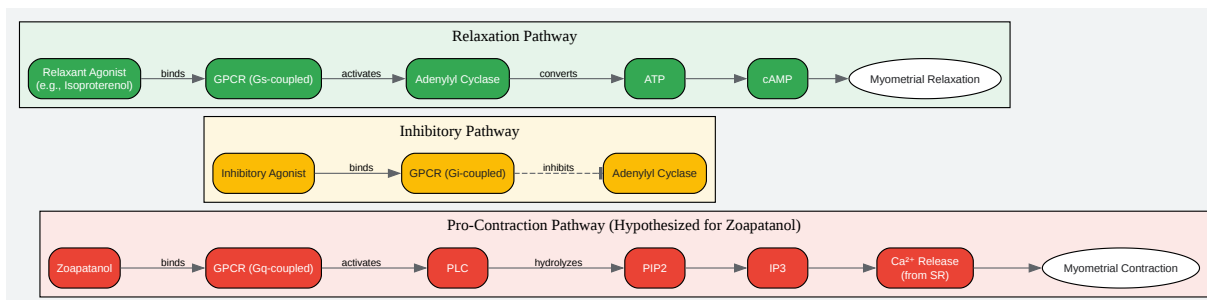 Relaxation Pathway
Relaxant Agonist
(e.g., Isoproterenol)
binds
GPCR (Gs-coupled)
activates
Adenylyl Cyclase
converts
ATP
cAMP
Myometrial Relaxation
Inhibitory Pathway
Inhibitory Agonist
binds
GPCR (Gi-coupled)
inhibits
Adenylyl Cyclase
Pro-Contraction Pathway (Hypothesized for Zoapatanol)
Zoapatanol
binds
GPCR (Gq-coupled)
activates
PLC
hydrolyzes
PIP2
IP3
Ca²⁺ Release
(from SR)
Myometrial Contraction